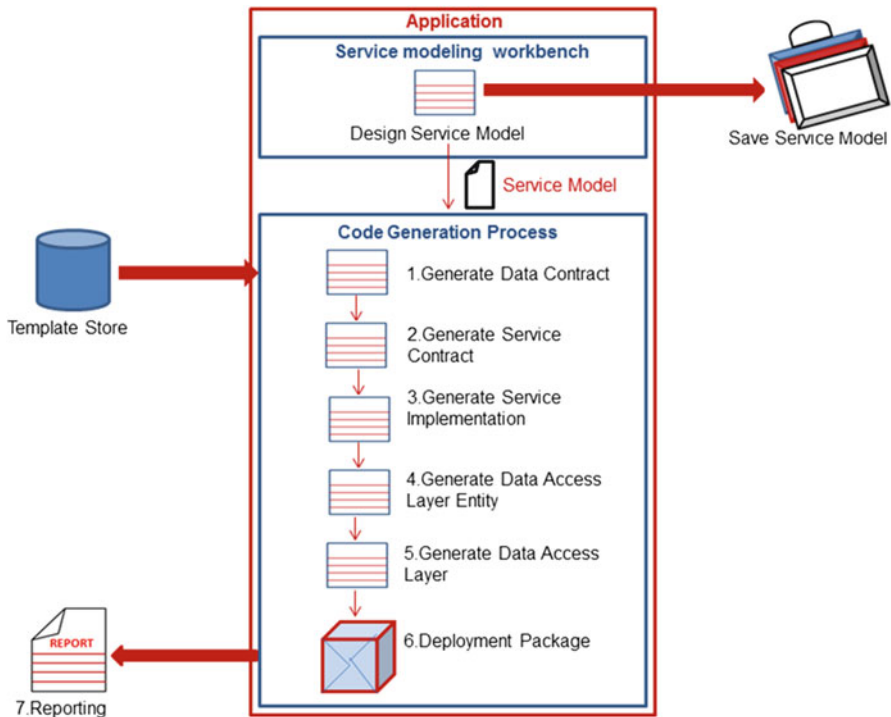 Application
Service modeling workbench
Design Service Model
Save Service Model
Service Model
Code Generation Process
Template Store
1.Generate Data Contract
2.Generate Service
Contract
3.Generate Service
Implementation
4.Generate Data Access
Layer Entity
5.Generate Data Access
Layer
6.Deployment Package
REPORT
7.Reporting